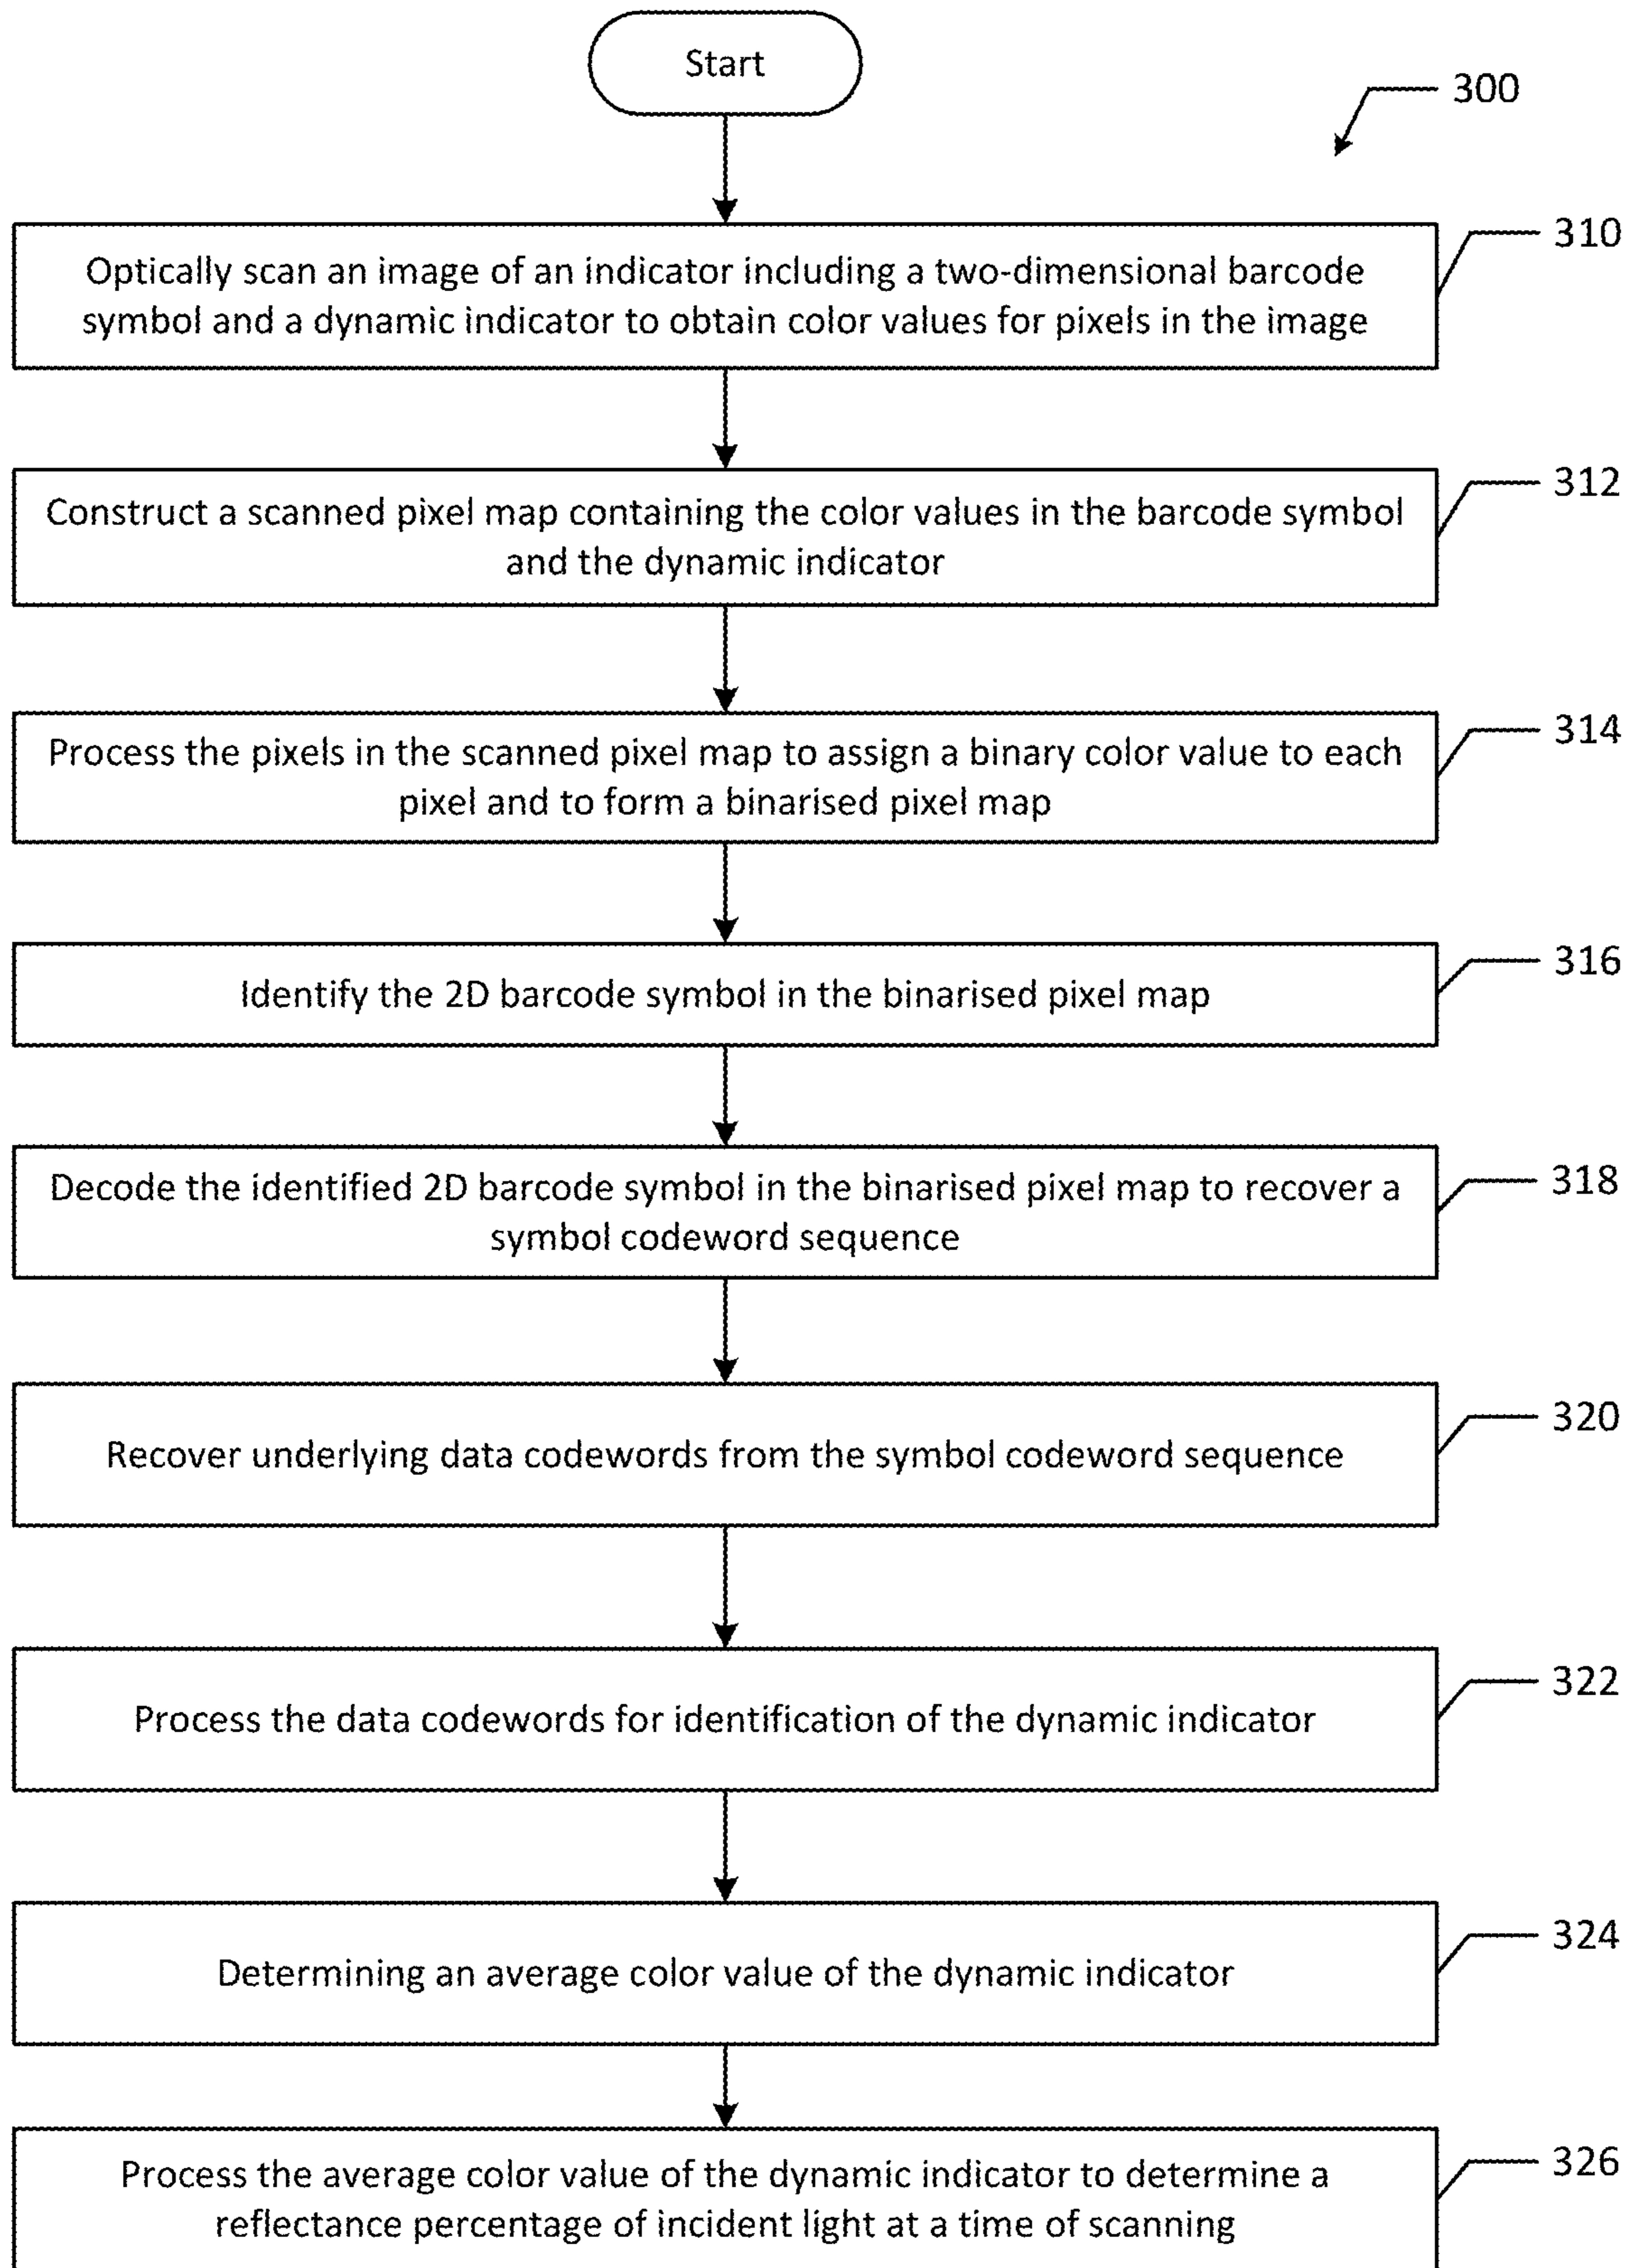 Start
300
310
Optically scan an image of an indicator including a two-dimensional barcode
symbol and a dynamic indicator to obtain color values for pixels in the image
312
Construct a scanned pixel map containing the color values in the barcode symbol
and the dynamic indicator
314
Process the pixels in the scanned pixel map to assign a binary color value to each
pixel and to form a binarised pixel map
316
Identify the 2D barcode symbol in the binarised pixel map
318
Decode the identified 2D barcode symbol in the binarised pixel map to recover a
symbol codeword sequence
320
Recover underlying data codewords from the symbol codeword sequence
322
Process the data codewords for identification of the dynamic indicator
324
Determining an average color value of the dynamic indicator
326
Process the average color value of the dynamic indicator to determine a
reflectance percentage of incident light at a time of scanning